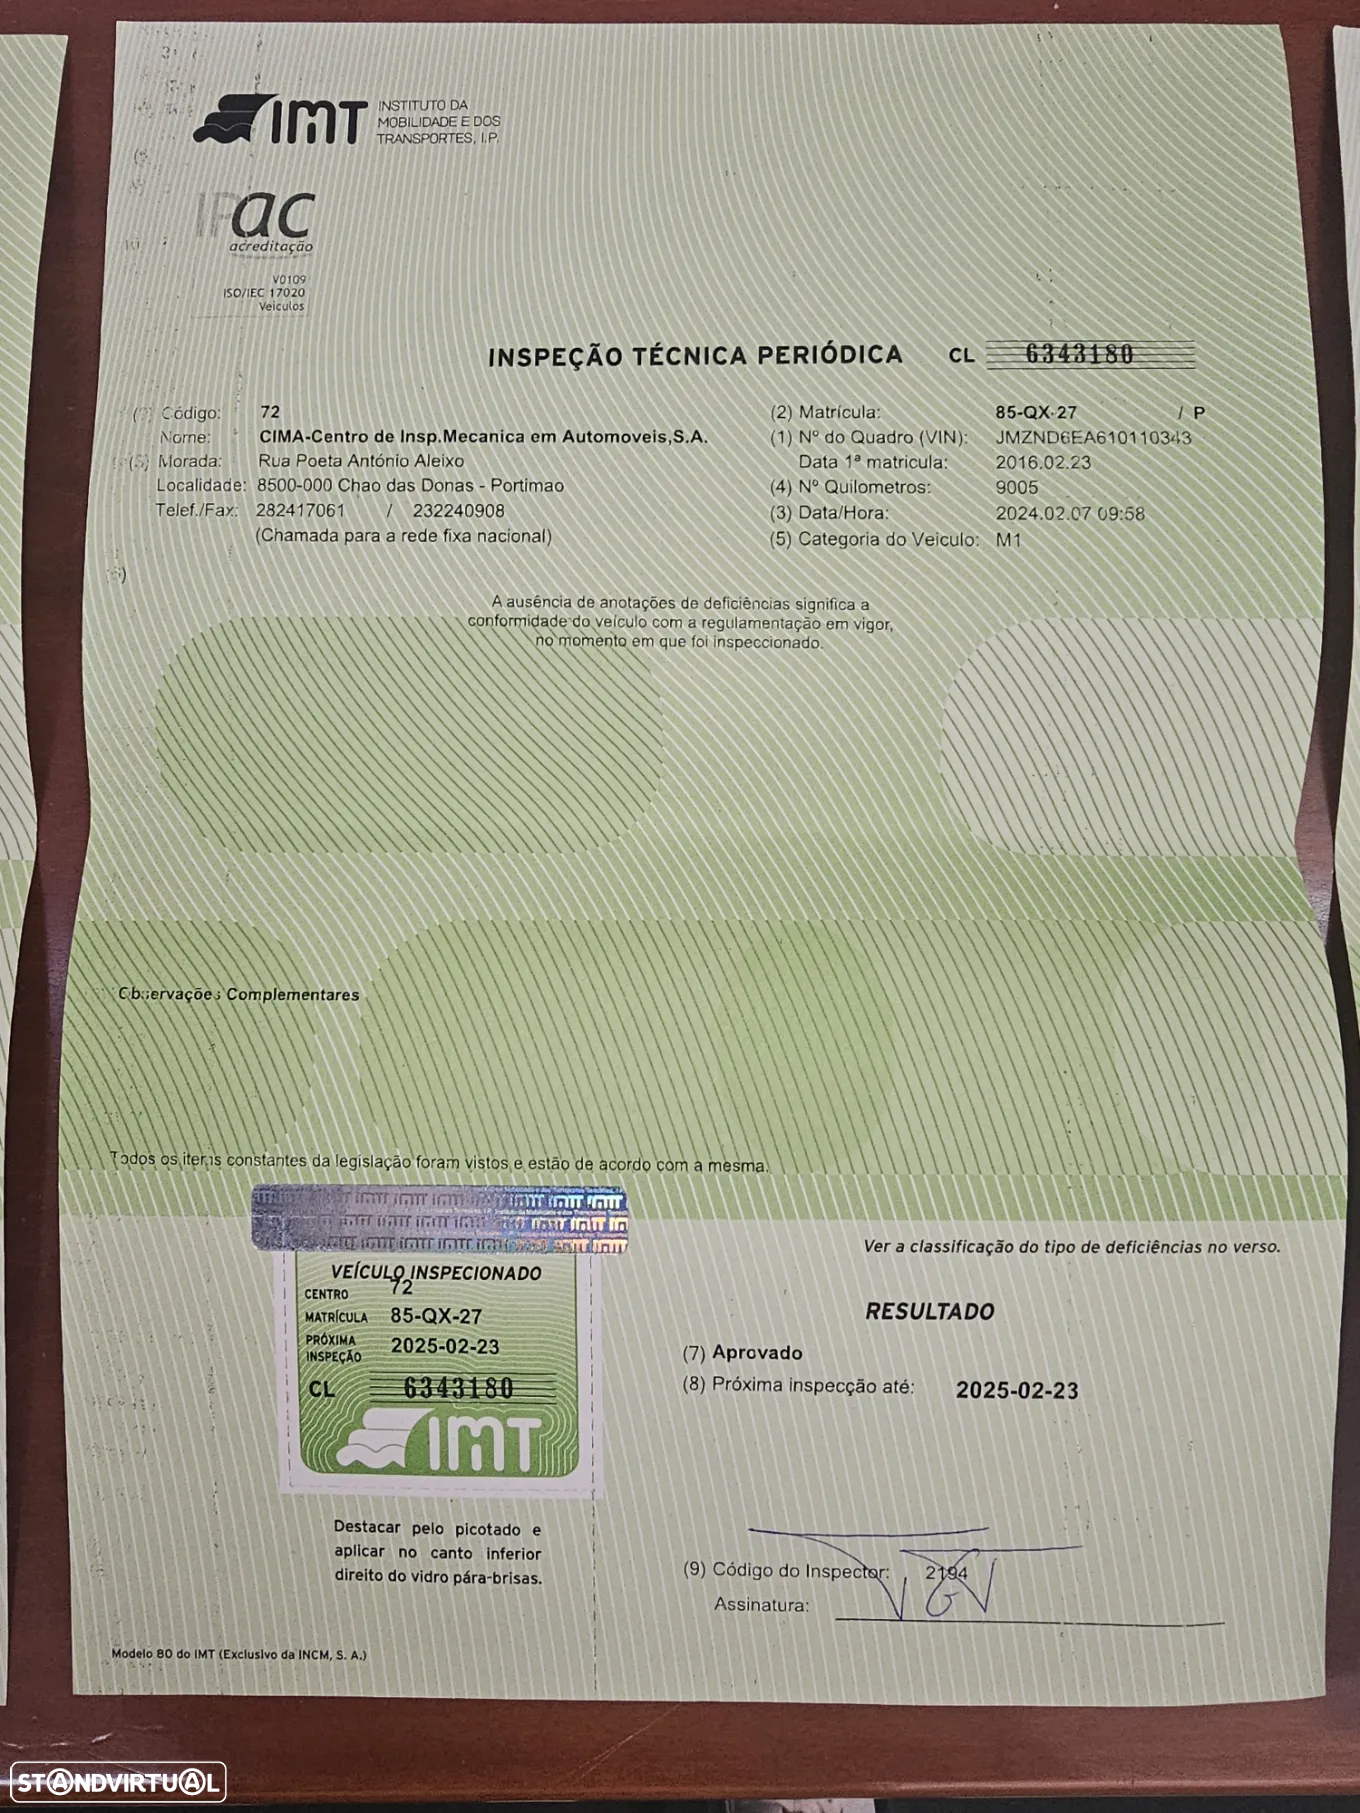 IMT INSTITUTO DA
MOBILIDADE E DOS
TRANSPORTES, I.P.
IPac
acreditação
V0109
ISO/IEC 17020
Veículos
INSPEÇÃO TÉCNICA PERIÓDICA CL 6343180
Código: 72
Nome: CIMA-Centro de Insp.Mecanica em Automoveis,S.A.
(5) Morada: Rua Poeta António Aleixo
Localidade: 8500-000 Chao das Donas - Portimao
Telef./Fax: 282417061 / 232240908
(Chamada para a rede fixa nacional)
(2) Matrícula: 85-QX-27 / P
(1) Nº do Quadro (VIN): JMZND6EA610110343
Data 1ª matricula: 2016.02.23
(4) Nº Quilometros: 9005
(3) Data/Hora: 2024.02.07 09:58
(5) Categoria do Veiculo: M1
A ausência de anotações de deficiências significa a
conformidade do veículo com a regulamentação em vigor,
no momento em que foi inspeccionado.
Observações Complementares
Todos os itens constantes da legislação foram vistos e estão de acordo com a mesma.
VEÍCULO INSPECIONADO
CENTRO 72
MATRÍCULA 85-QX-27
PRÓXIMA
INSPEÇÃO 2025-02-23
CL 6343180
IMT
Destacar pelo picotado e
aplicar no canto inferior
direito do vidro pára-brisas.
Ver a classificação do tipo de deficiências no verso.
RESULTADO
(7) Aprovado
(8) Próxima inspecção até: 2025-02-23
(9) Código do Inspector: 2194
Assinatura:
Modelo 80 do IMT (Exclusivo da INCM, S. A.)
STANDVIRTUAL